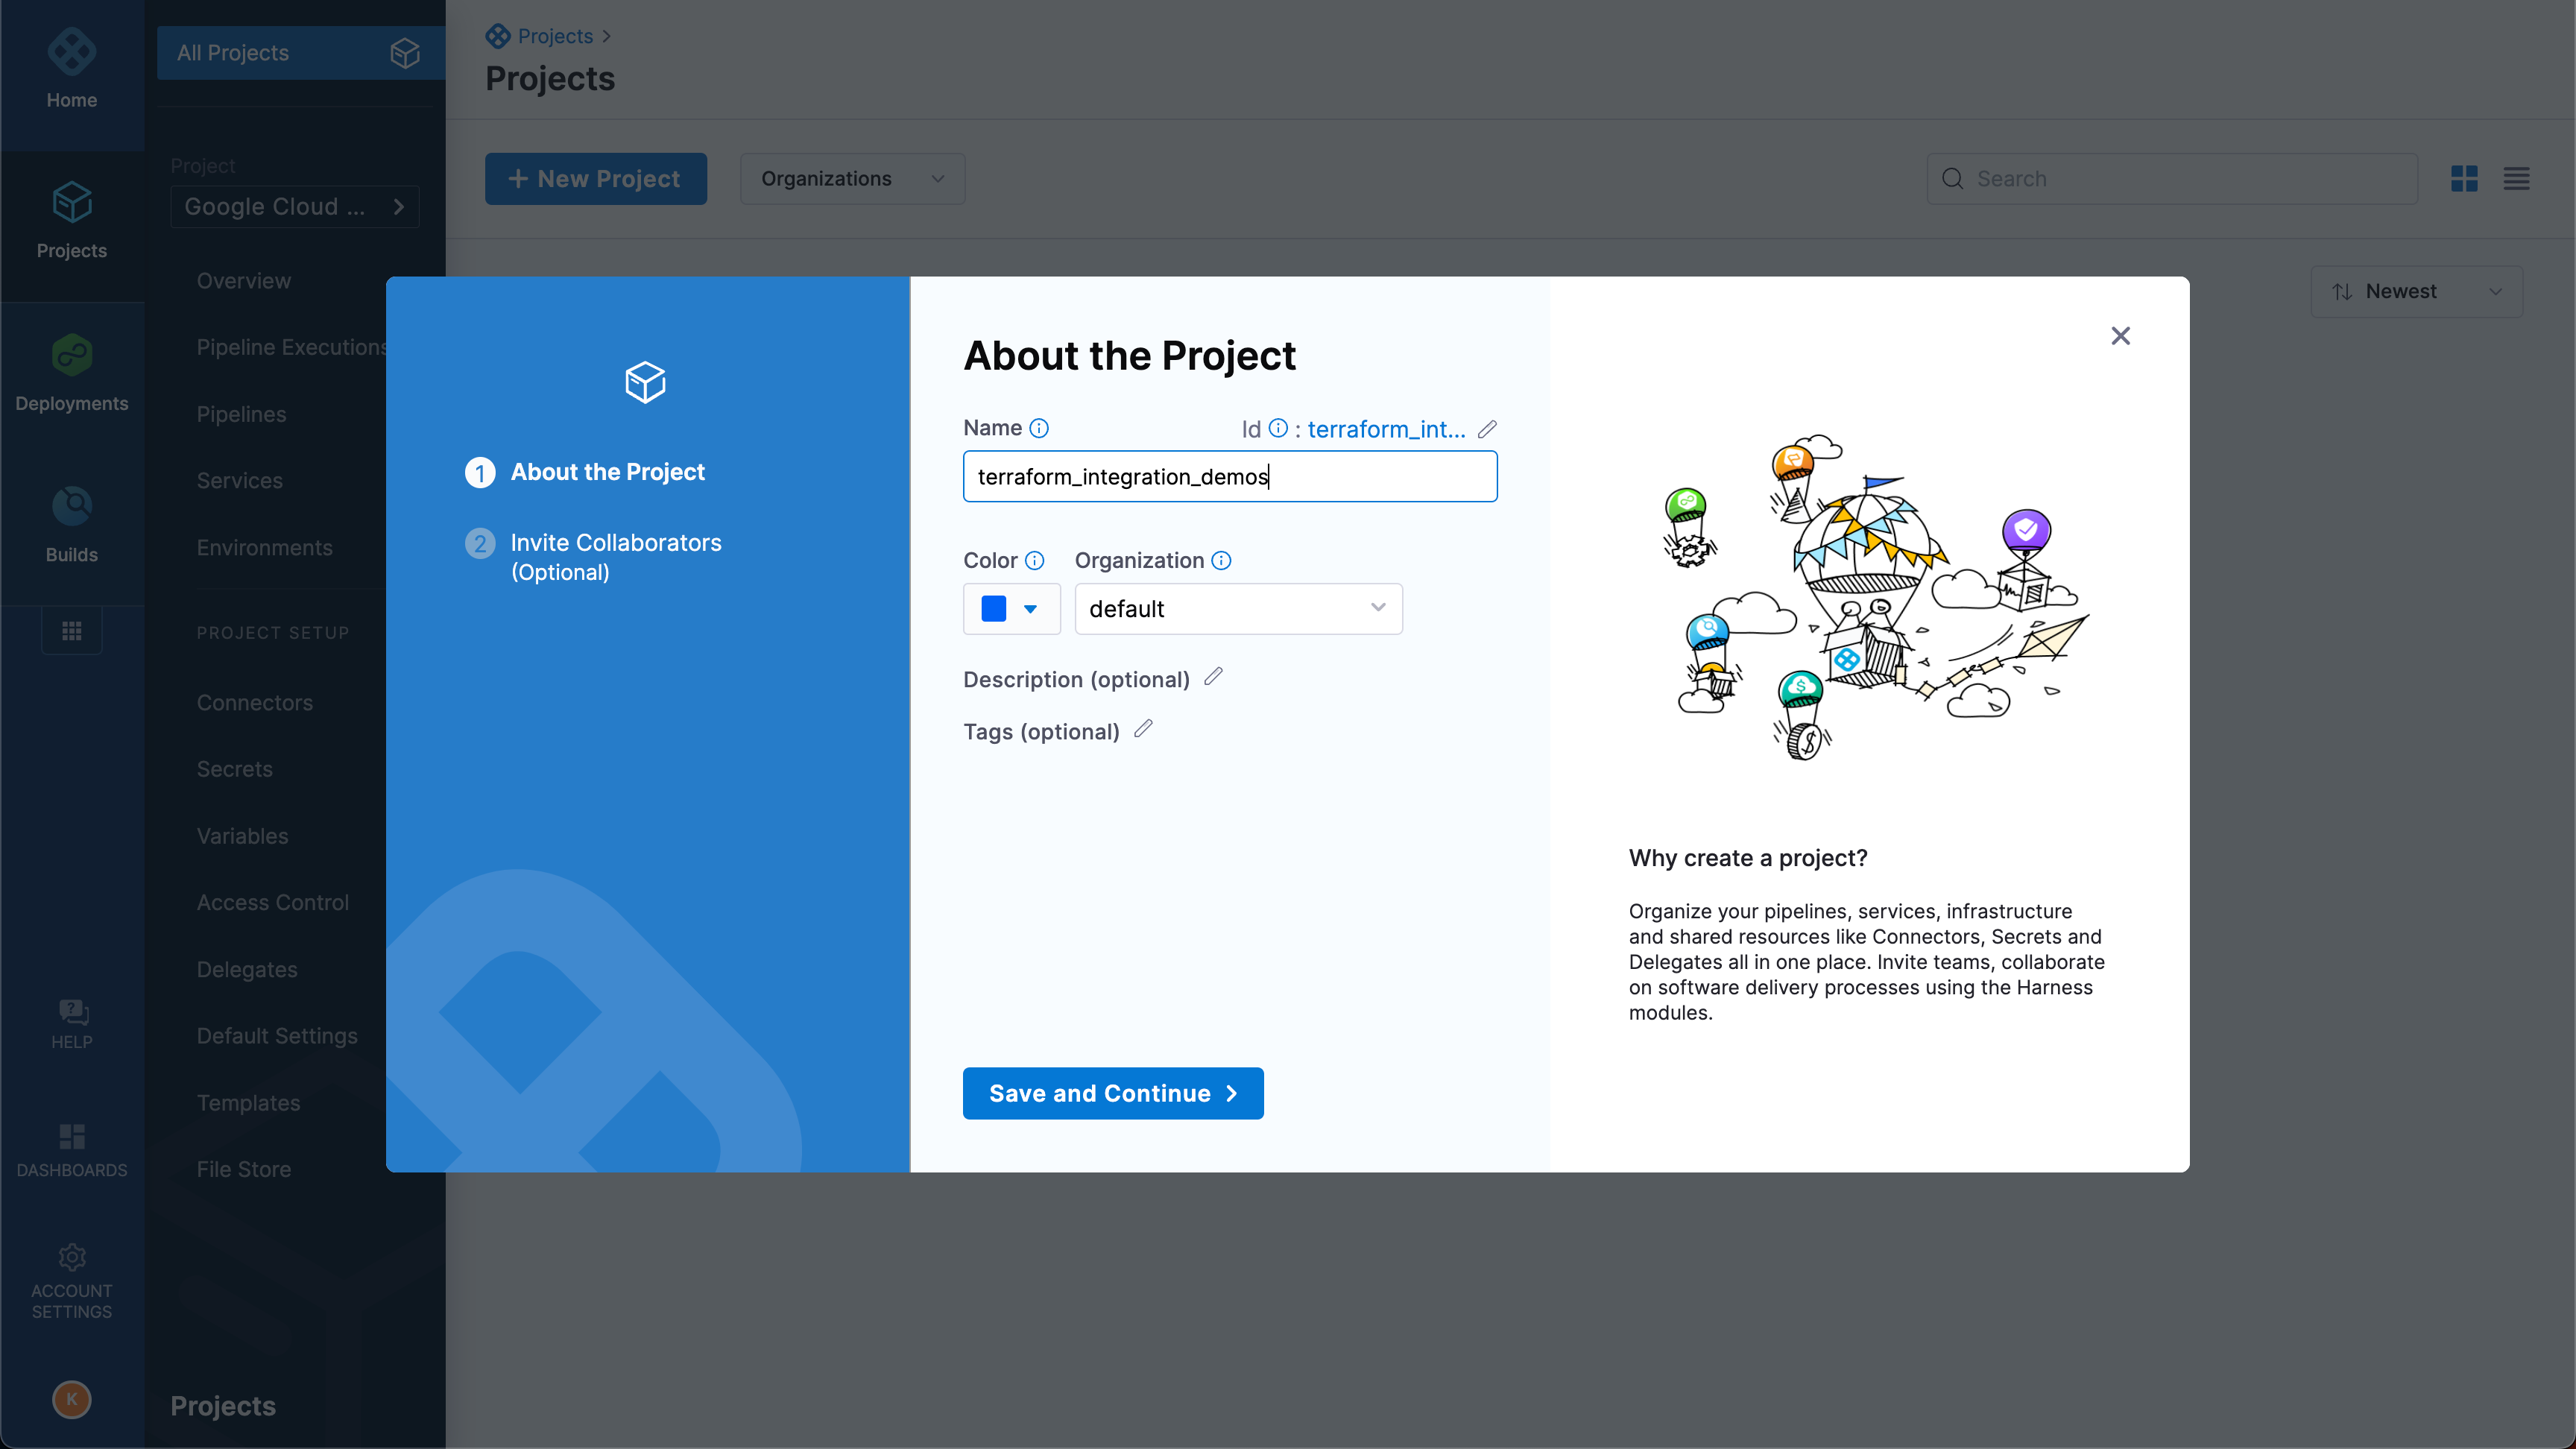 Home
Projects
Deployments
Builds
HELP
DASHBOARDS
ACCOUNT
SETTINGS
K
All Projects
Project
Google Cloud ...
Overview
Pipeline Executions
Pipelines
Services
Environments
PROJECT SETUP
Connectors
Secrets
Variables
Access Control
Delegates
Default Settings
Templates
File Store
Projects
Projects >
Projects
+ New Project
Organizations
Search
Newest
1 About the Project
2 Invite Collaborators
(Optional)
About the Project
Name
Id : terraform_int...
terraform_integration_demos
Color
Organization
default
Description (optional)
Tags (optional)
Save and Continue >
Why create a project?
Organize your pipelines, services, infrastructure
and shared resources like Connectors, Secrets and
Delegates all in one place. Invite teams, collaborate
on software delivery processes using the Harness
modules.